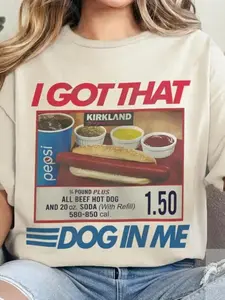 I GOT THAT
KIRKLAND
pepsi
¼ POUND PLUS
ALL BEEF HOT DOG
AND 20 oz. SODA (With Refill)
580-850 cal
1.50
DOG IN ME